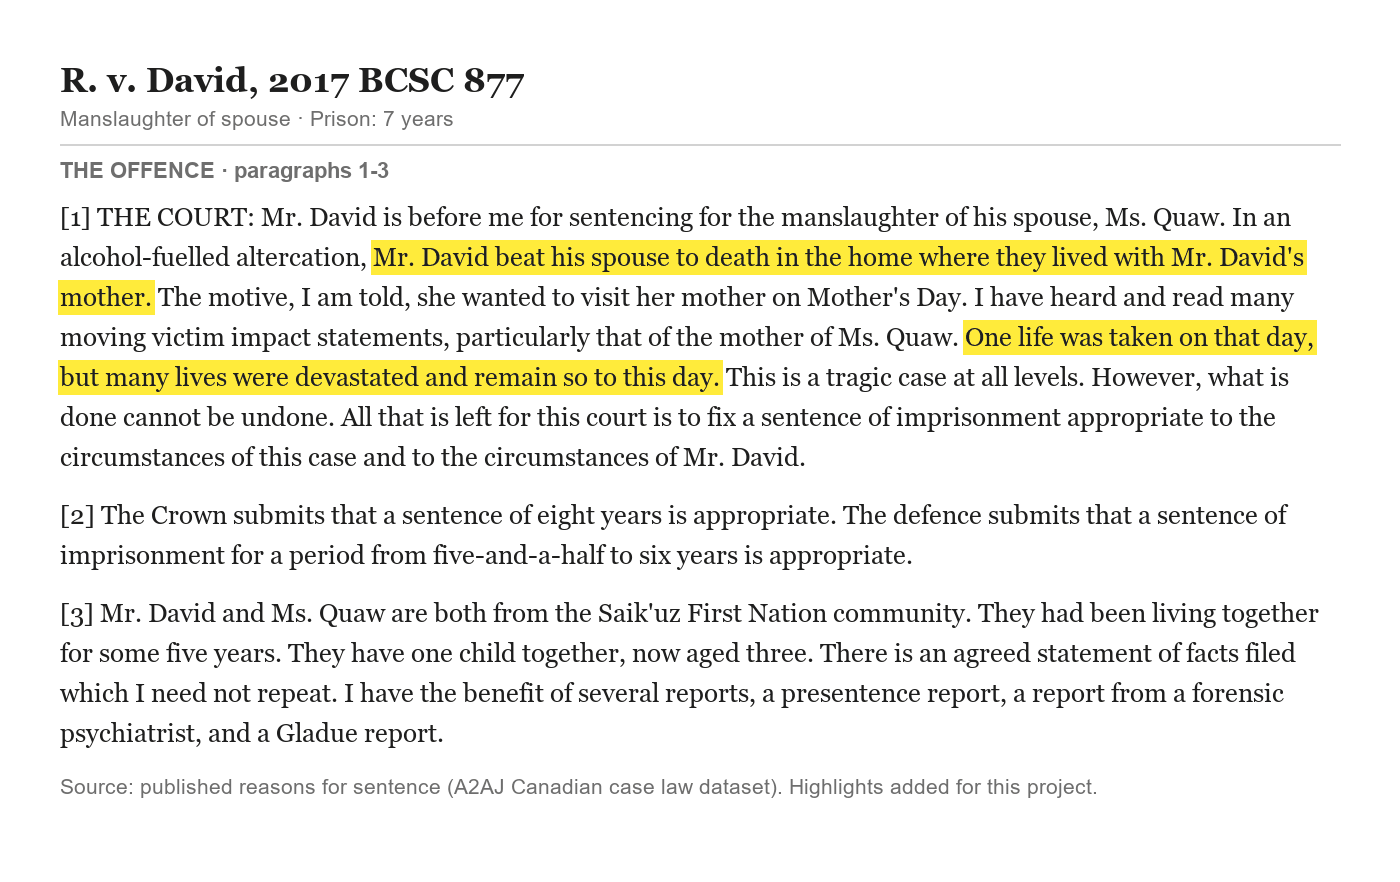 R. v. David, 2017 BCSC 877
Manslaughter of spouse · Prison: 7 years
THE OFFENCE · paragraphs 1-3
[1] THE COURT: Mr. David is before me for sentencing for the manslaughter of his spouse, Ms. Quaw. In an
alcohol-fuelled altercation, Mr. David beat his spouse to death in the home where they lived with Mr. David's
mother. The motive, I am told, she wanted to visit her mother on Mother's Day. I have heard and read many
moving victim impact statements, particularly that of the mother of Ms. Quaw. One life was taken on that day,
but many lives were devastated and remain so to this day. This is a tragic case at all levels. However, what is
done cannot be undone. All that is left for this court is to fix a sentence of imprisonment appropriate to the
circumstances of this case and to the circumstances of Mr. David.
[2] The Crown submits that a sentence of eight years is appropriate. The defence submits that a sentence of
imprisonment for a period from five-and-a-half to six years is appropriate.
[3] Mr. David and Ms. Quaw are both from the Saik'uz First Nation community. They had been living together
for some five years. They have one child together, now aged three. There is an agreed statement of facts filed
which I need not repeat. I have the benefit of several reports, a presentence report, a report from a forensic
psychiatrist, and a Gladue report.
Source: published reasons for sentence (A2AJ Canadian case law dataset). Highlights added for this project.